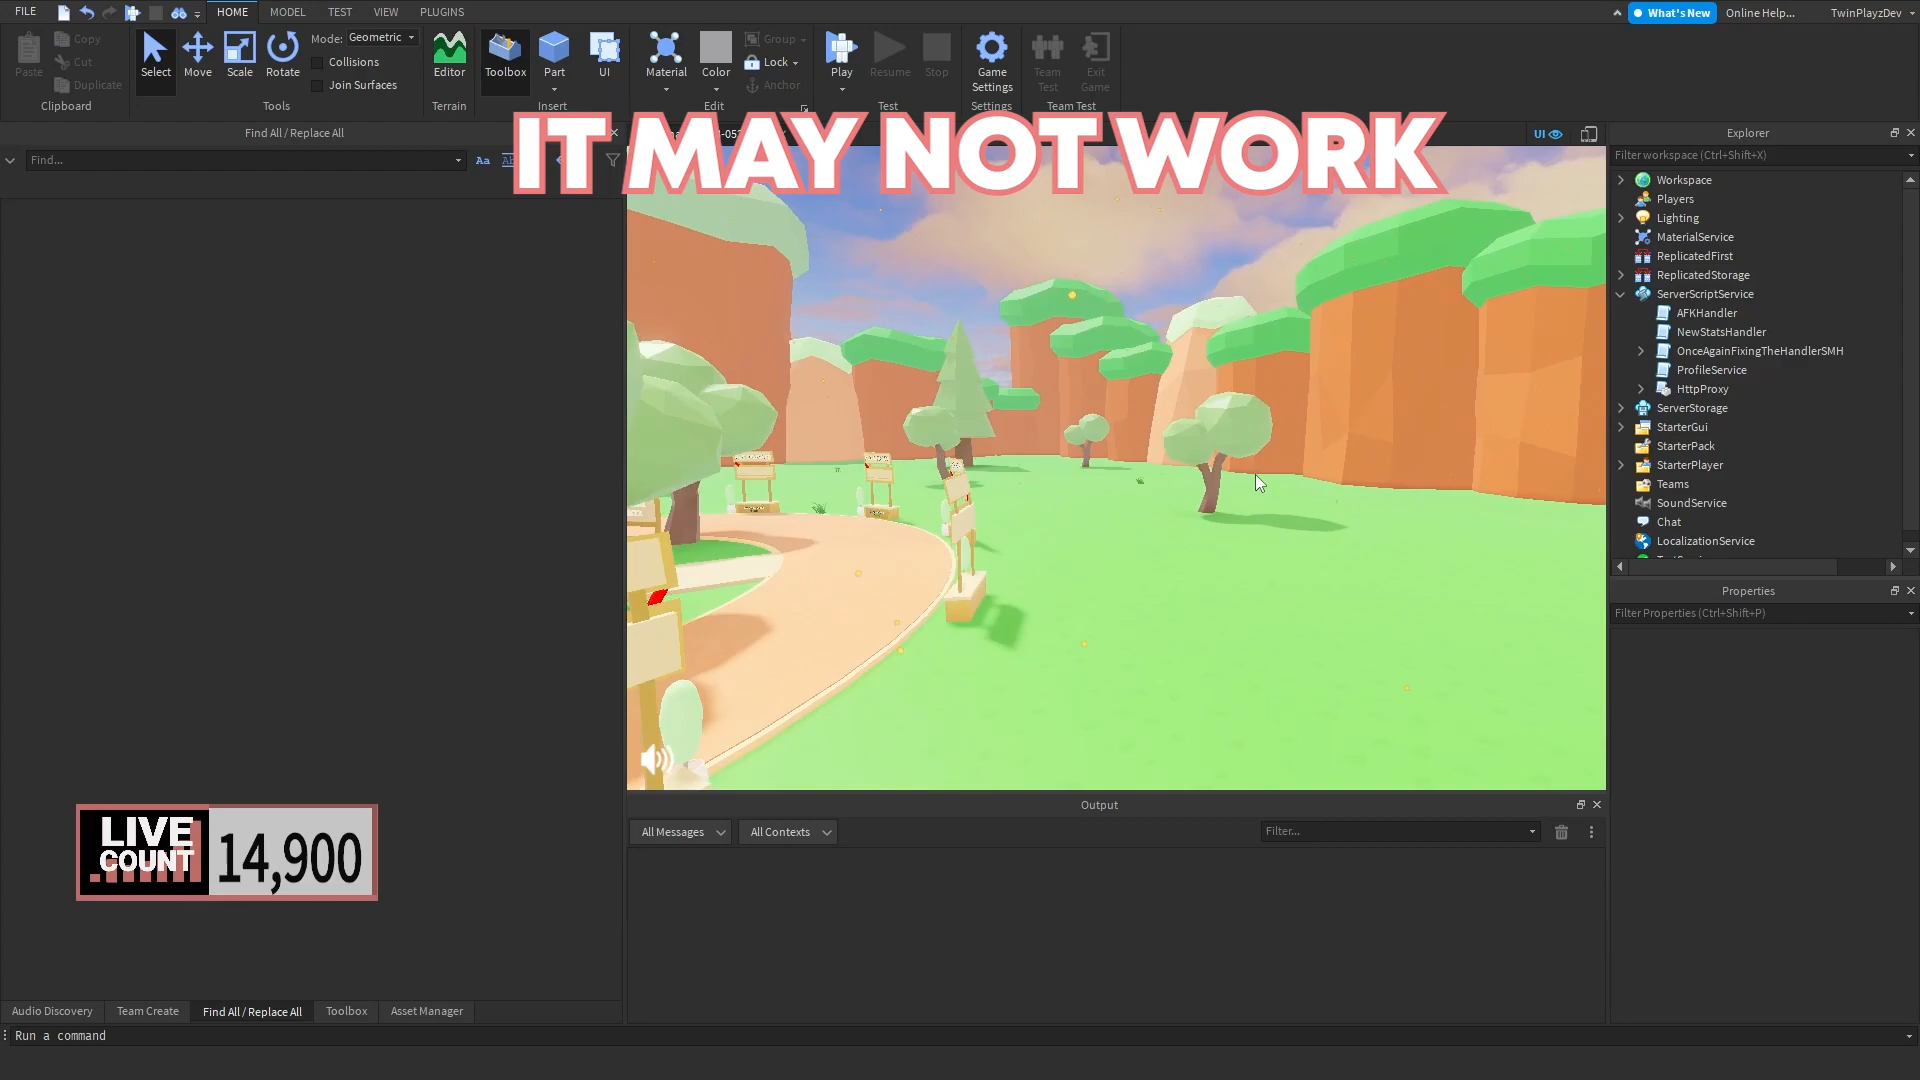 FILE HOME MODEL TEST VIEW PLUGINS What's New Online Help... TwinPlayzDev
Paste Copy Cut Duplicate Select Move Scale Rotate Mode: Geometric Collisions Join Surfaces Editor Toolbox Part UI Material Color Group Lock Anchor Play Resume Stop Game Settings Team Test Exit Game
Clipboard Tools Terrain Insert Edit Test Settings Team Test
IT MAY NOT WORK
Find All / Replace All
Find...
Aa
UI
Explorer
Filter workspace (Ctrl+Shift+X)
Workspace
Players
Lighting
MaterialService
ReplicatedFirst
ReplicatedStorage
ServerScriptService
AFKHandler
NewStatsHandler
OnceAgainFixingTheHandlerSMH
ProfileService
HttpProxy
ServerStorage
StarterGui
StarterPack
StarterPlayer
Teams
SoundService
Chat
LocalizationService
Properties
Filter Properties (Ctrl+Shift+P)
LIVE
COUNT
14,900
Output
All Messages All Contexts Filter...
Audio Discovery Team Create Find All / Replace All Toolbox Asset Manager
Run a command